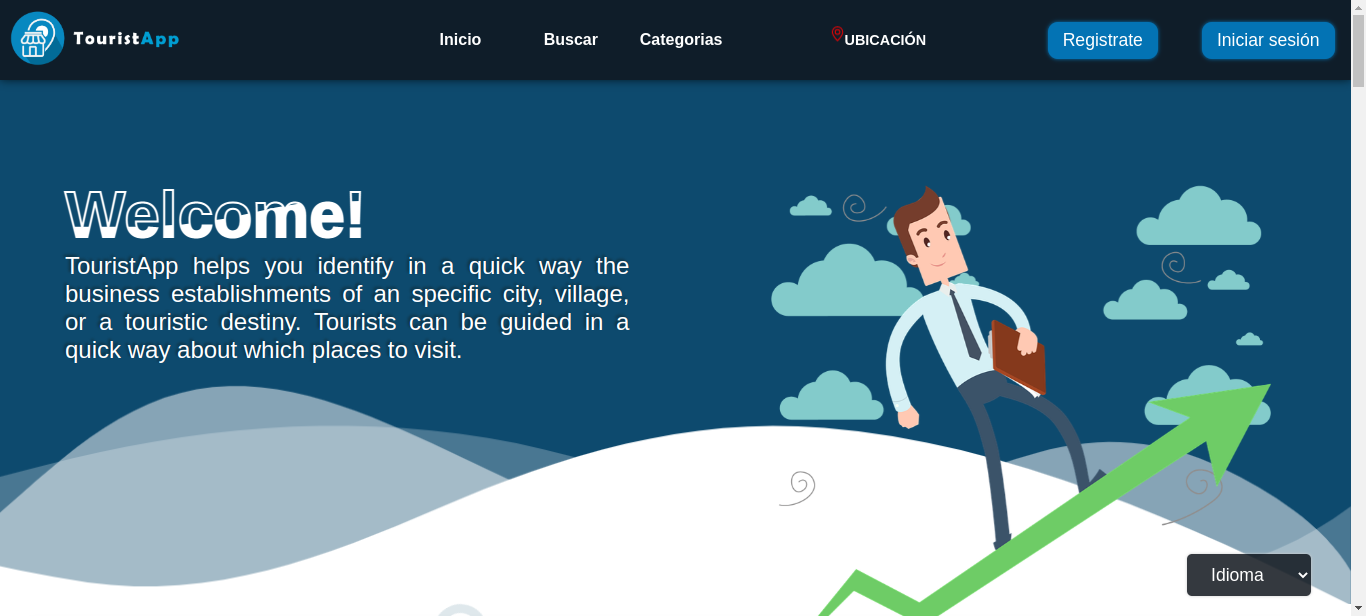 TouristApp
Inicio
Buscar
Categorias
UBICACIÓN
Registrate
Iniciar sesión
Welcome!
TouristApp helps you identify in a quick way the
business establishments of an specific city, village,
or a touristic destiny. Tourists can be guided in a
quick way about which places to visit.
Idioma